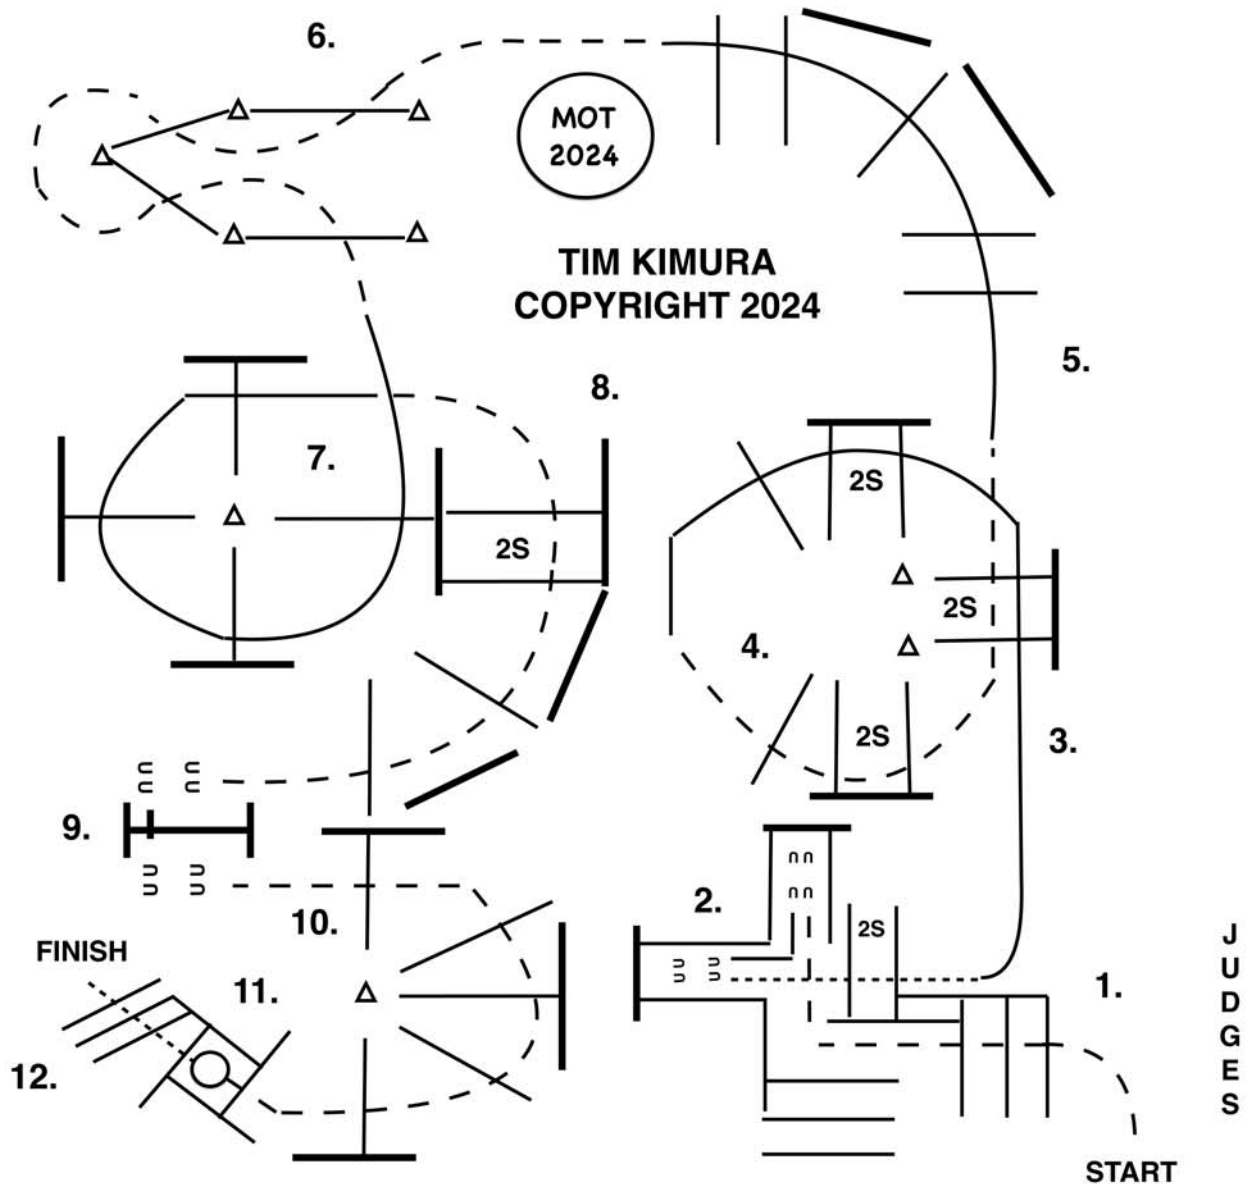 6.
MOT
2024
TIM KIMURA
COPYRIGHT 2024
5.
8.
7.
2S
2S
2S
4.
2S
3.
9.
2.
2S
10.
FINISH
11.
1.
JUDGES
12.
START